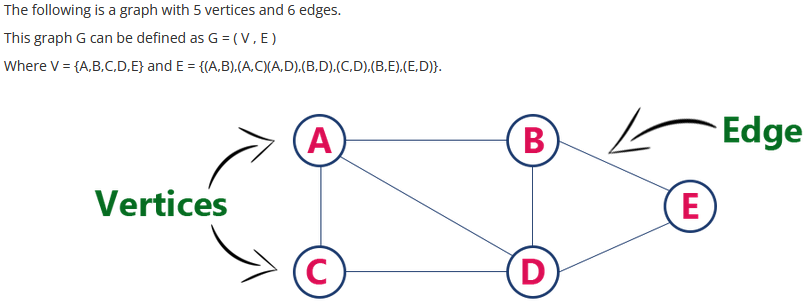 The following is a graph with 5 vertices and 6 edges.
This graph G can be defined as G = ( V , E )
Where V = {A,B,C,D,E} and E = {(A,B),(A,C)(A,D),(B,D),(C,D),(B,E),(E,D)}.
A
B
Edge
Vertices
E
C
D